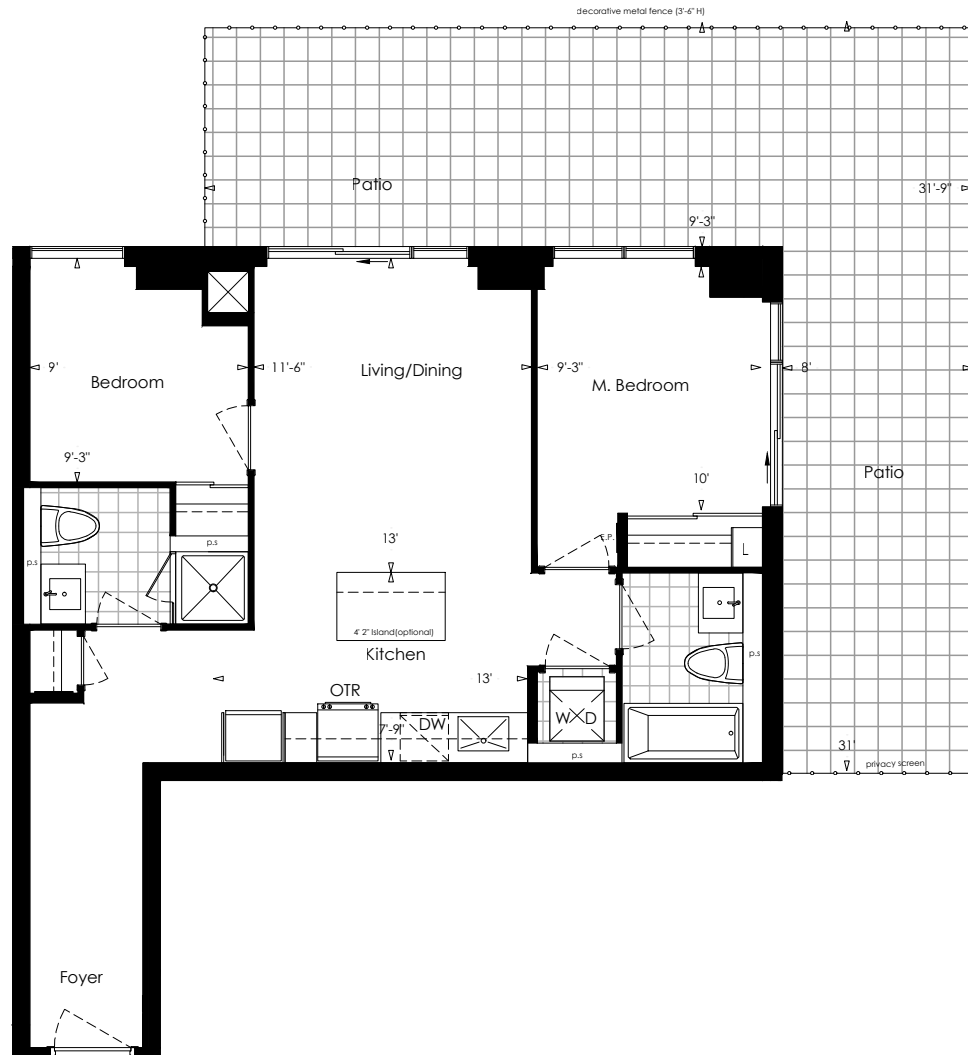 decorative metal fence (3'-6" H)
Patio
31'-9"
9'-3"
9'
11'-6"
Living/Dining
9'-3"
8'
Bedroom
M. Bedroom
9'-3"
10'
Patio
13'
E.P.
p.s
L
p.s
4' 2" Island(optional)
Kitchen
p.s
13'
OTR
W D
DW
7'-9"
31'
p.s
privacy screen
Foyer